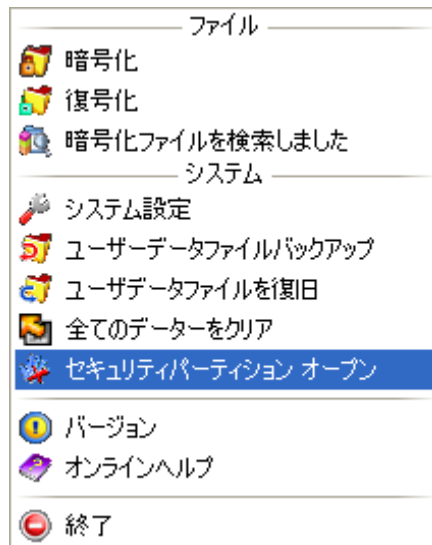 ファイル
暗号化
復号化
暗号化ファイルを検索しました
システム
システム設定
ユーザーデータファイルバックアップ
ユーザデータファイルを復旧
全てのデーターをクリア
セキュリティパーティション オープン
バージョン
オンラインヘルプ
終了